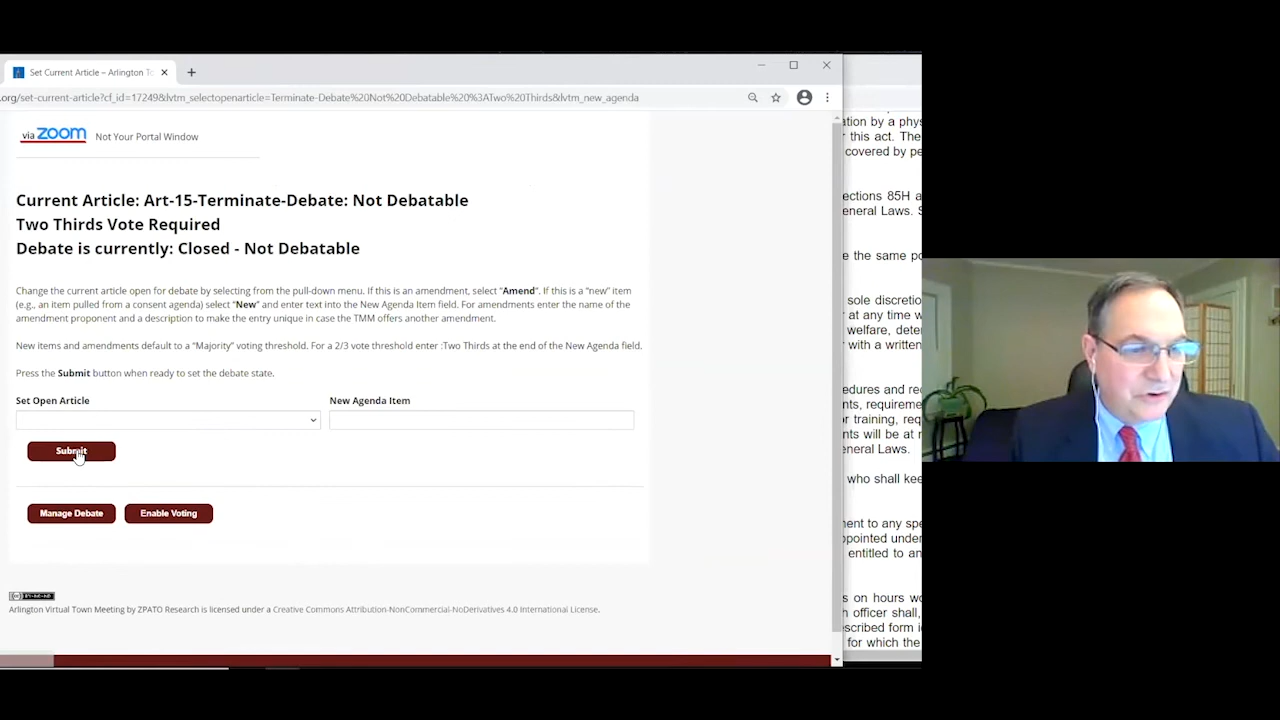 Set Current Article – Arlington To
.org/set-current-article?cf_id=17249&lvtm_selectopenarticle=Terminate-Debate%20Not%20Debatable%20%3ATwo%20Thirds&lvtm_new_agenda
via zoom Not Your Portal Window
Current Article: Art-15-Terminate-Debate: Not Debatable
Two Thirds Vote Required
Debate is currently: Closed - Not Debatable
Change the current article open for debate by selecting from the pull-down menu. If this is an amendment, select "Amend". If this is a "new" item
(e.g., an item pulled from a consent agenda) select "New" and enter text into the New Agenda Item field. For amendments enter the name of the
amendment proponent and a description to make the entry unique in case the TMM offers another amendment.
New items and amendments default to a "Majority" voting threshold. For a 2/3 vote threshold enter :Two Thirds at the end of the New Agenda field.
Press the Submit button when ready to set the debate state.
Set Open Article New Agenda Item
Submit
Manage Debate Enable Voting
Arlington Virtual Town Meeting by ZPATO Research is licensed under a Creative Commons Attribution-NonCommercial-NoDerivatives 4.0 International License.
ation by a phys
this act. The
covered by pe
ections 85H a
eneral Laws. S
e the same po
sole discretio
at any time w
welfare, dete
r with a written
edures and re
nts, requireme
or training, req
nts will be at
eneral Laws.
who shall kee
ment to any spe
ppointed under
entitled to an
s on hours wo
h officer shall,
escribed form i
for which the